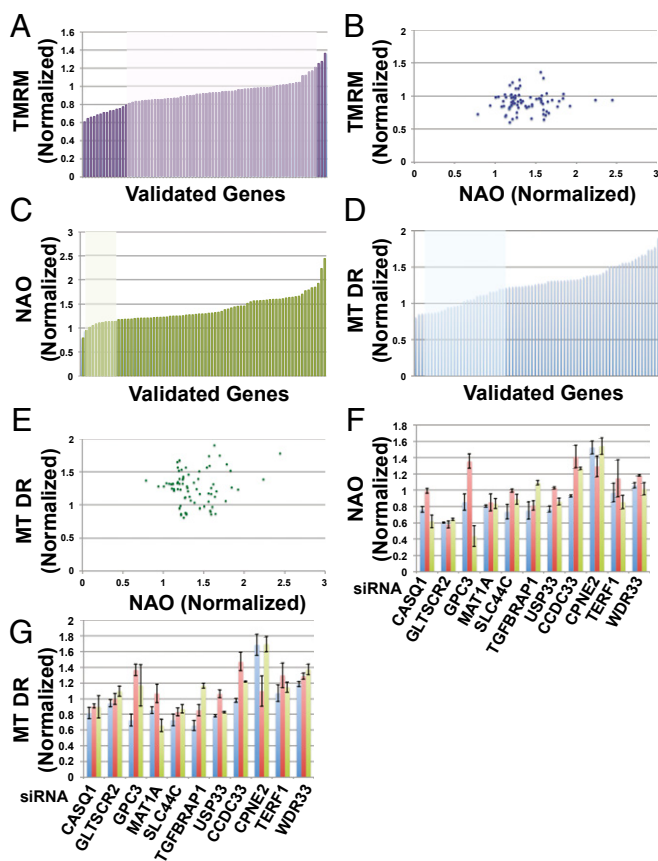 A
TMRM
(Normalized)
1.6
1.4
1.2
1
0.8
0.6
0.4
0.2
0
Validated Genes
B
TMRM
(Normalized)
2
1.5
1
0.5
0
0 0.5 1 1.5 2 2.5 3
NAO (Normalized)
C
NAO
(Normalized)
3
2.5
2
1.5
1
0.5
0
Validated Genes
D
MT DR
(Normalized)
2
1.5
1
0.5
0
Validated Genes
E
MT DR
(Normalized)
2
1.5
1
0.5
0
0 0.5 1 1.5 2 2.5 3
NAO (Normalized)
F
NAO
(Normalized)
1.8
1.6
1.4
1.2
1
0.8
0.6
0.4
0.2
0
siRNA
CASQ1
GLTSCR2
GPC3
MAT1A
SLC44C
TGFBRAP1
USP33
CCDC33
CPNE2
TERF1
WDR33
G
MT DR
(Normalized)
2
1.8
1.6
1.4
1.2
1
0.8
0.6
0.4
0.2
0
siRNA
CASQ1
GLTSCR2
GPC3
MAT1A
SLC44C
TGFBRAP1
USP33
CCDC33
CPNE2
TERF1
WDR33